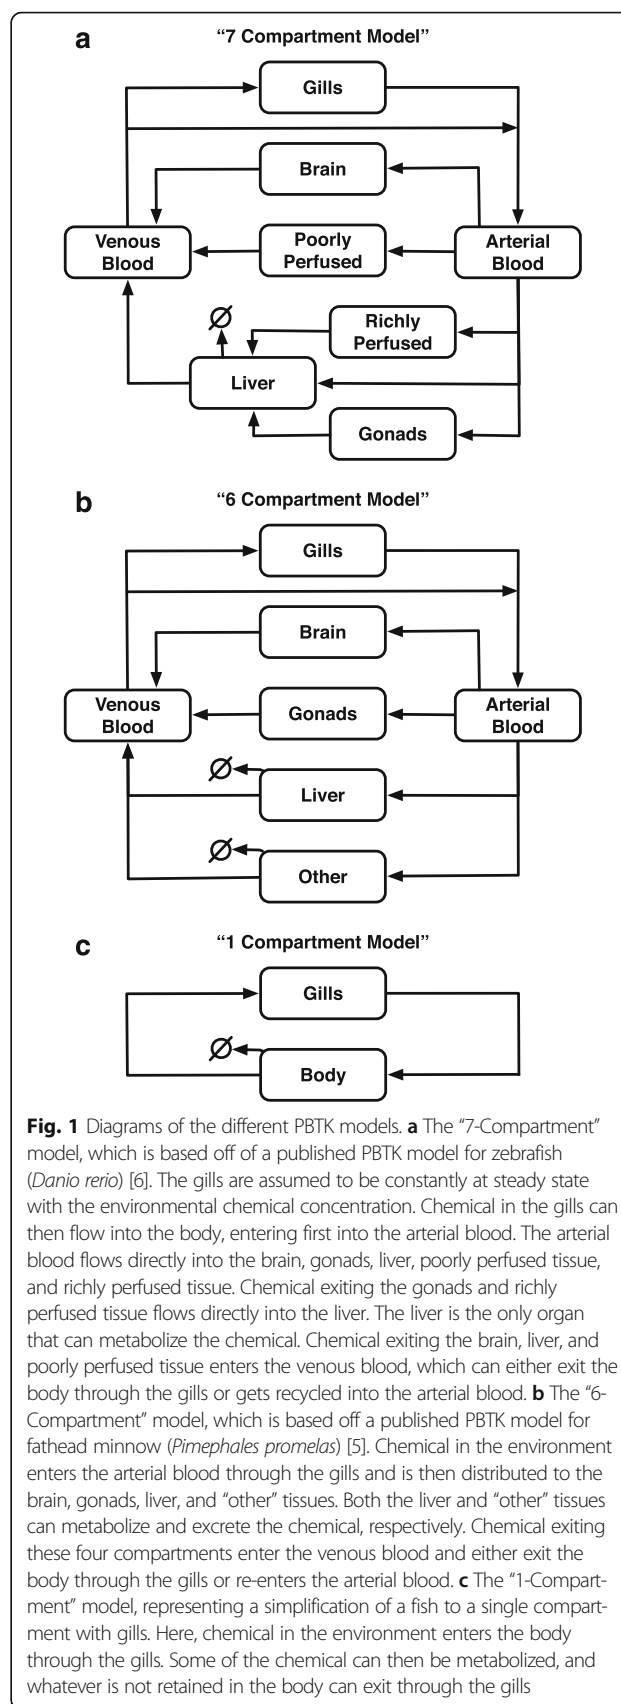 a
“7 Compartment Model”
Gills
Brain
Venous
Blood
Poorly
Perfused
Arterial
Blood
Richly
Perfused
Liver
Gonads
b
“6 Compartment Model”
Gills
Brain
Venous
Blood
Gonads
Arterial
Blood
Liver
Other
c
“1 Compartment Model”
Gills
Body
Fig. 1 Diagrams of the different PBTK models. a The “7-Compartment”
model, which is based off of a published PBTK model for zebrafish
(Danio rerio) [6]. The gills are assumed to be constantly at steady state
with the environmental chemical concentration. Chemical in the gills can
then flow into the body, entering first into the arterial blood. The arterial
blood flows directly into the brain, gonads, liver, poorly perfused tissue,
and richly perfused tissue. Chemical exiting the gonads and richly
perfused tissue flows directly into the liver. The liver is the only organ
that can metabolize the chemical. Chemical exiting the brain, liver, and
poorly perfused tissue enters the venous blood, which can either exit the
body through the gills or gets recycled into the arterial blood. b The “6-
Compartment” model, which is based off a published PBTK model for
fathead minnow (Pimephales promelas) [5]. Chemical in the environment
enters the arterial blood through the gills and is then distributed to the
brain, gonads, liver, and “other” tissues. Both the liver and “other” tissues
can metabolize and excrete the chemical, respectively. Chemical exiting
these four compartments enter the venous blood and either exit the
body through the gills or re-enters the arterial blood. c The “1-Compart-
ment” model, representing a simplification of a fish to a single compart-
ment with gills. Here, chemical in the environment enters the body
through the gills. Some of the chemical can then be metabolized, and
whatever is not retained in the body can exit through the gills